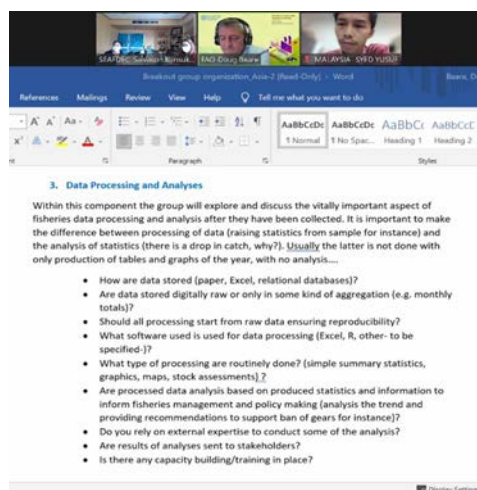 FAO-Doug Beare
MALAYSIA - SYED YUSUF
Breakout group organization_Asia-2 [Read-Only] - Word
References Mailings Review View Help Tell me what you want to do
AaBbCcDc AaBbCcDc AaBbCc AaBbCcD
¶ Normal ¶ No Spac... Heading 1 Heading 2
Paragraph Styles
3. Data Processing and Analyses
Within this component the group will explore and discuss the vitally important aspect of
fisheries data processing and analysis after they have been collected. It is important to make
the difference between processing of data (raising statistics from sample for instance) and
the analysis of statistics (there is a drop in catch, why?). Usually the latter is not done with
only production of tables and graphs of the year, with no analysis....
• How are data stored (paper, Excel, relational databases)?
• Are data stored digitally raw or only in some kind of aggregation (e.g. monthly
totals)?
• Should all processing start from raw data ensuring reproducibility?
• What software used is used for data processing (Excel, R, other- to be
specified-)?
• What type of processing are routinely done? (simple summary statistics,
graphics, maps, stock assessments) ?
• Are processed data analysis based on produced statistics and information to
inform fisheries management and policy making (analysis the trend and
providing recommendations to support ban of gears for instance)?
• Do you rely on external expertise to conduct some of the analysis?
• Are results of analyses sent to stakeholders?
• Is there any capacity building/training in place?
Display Settings